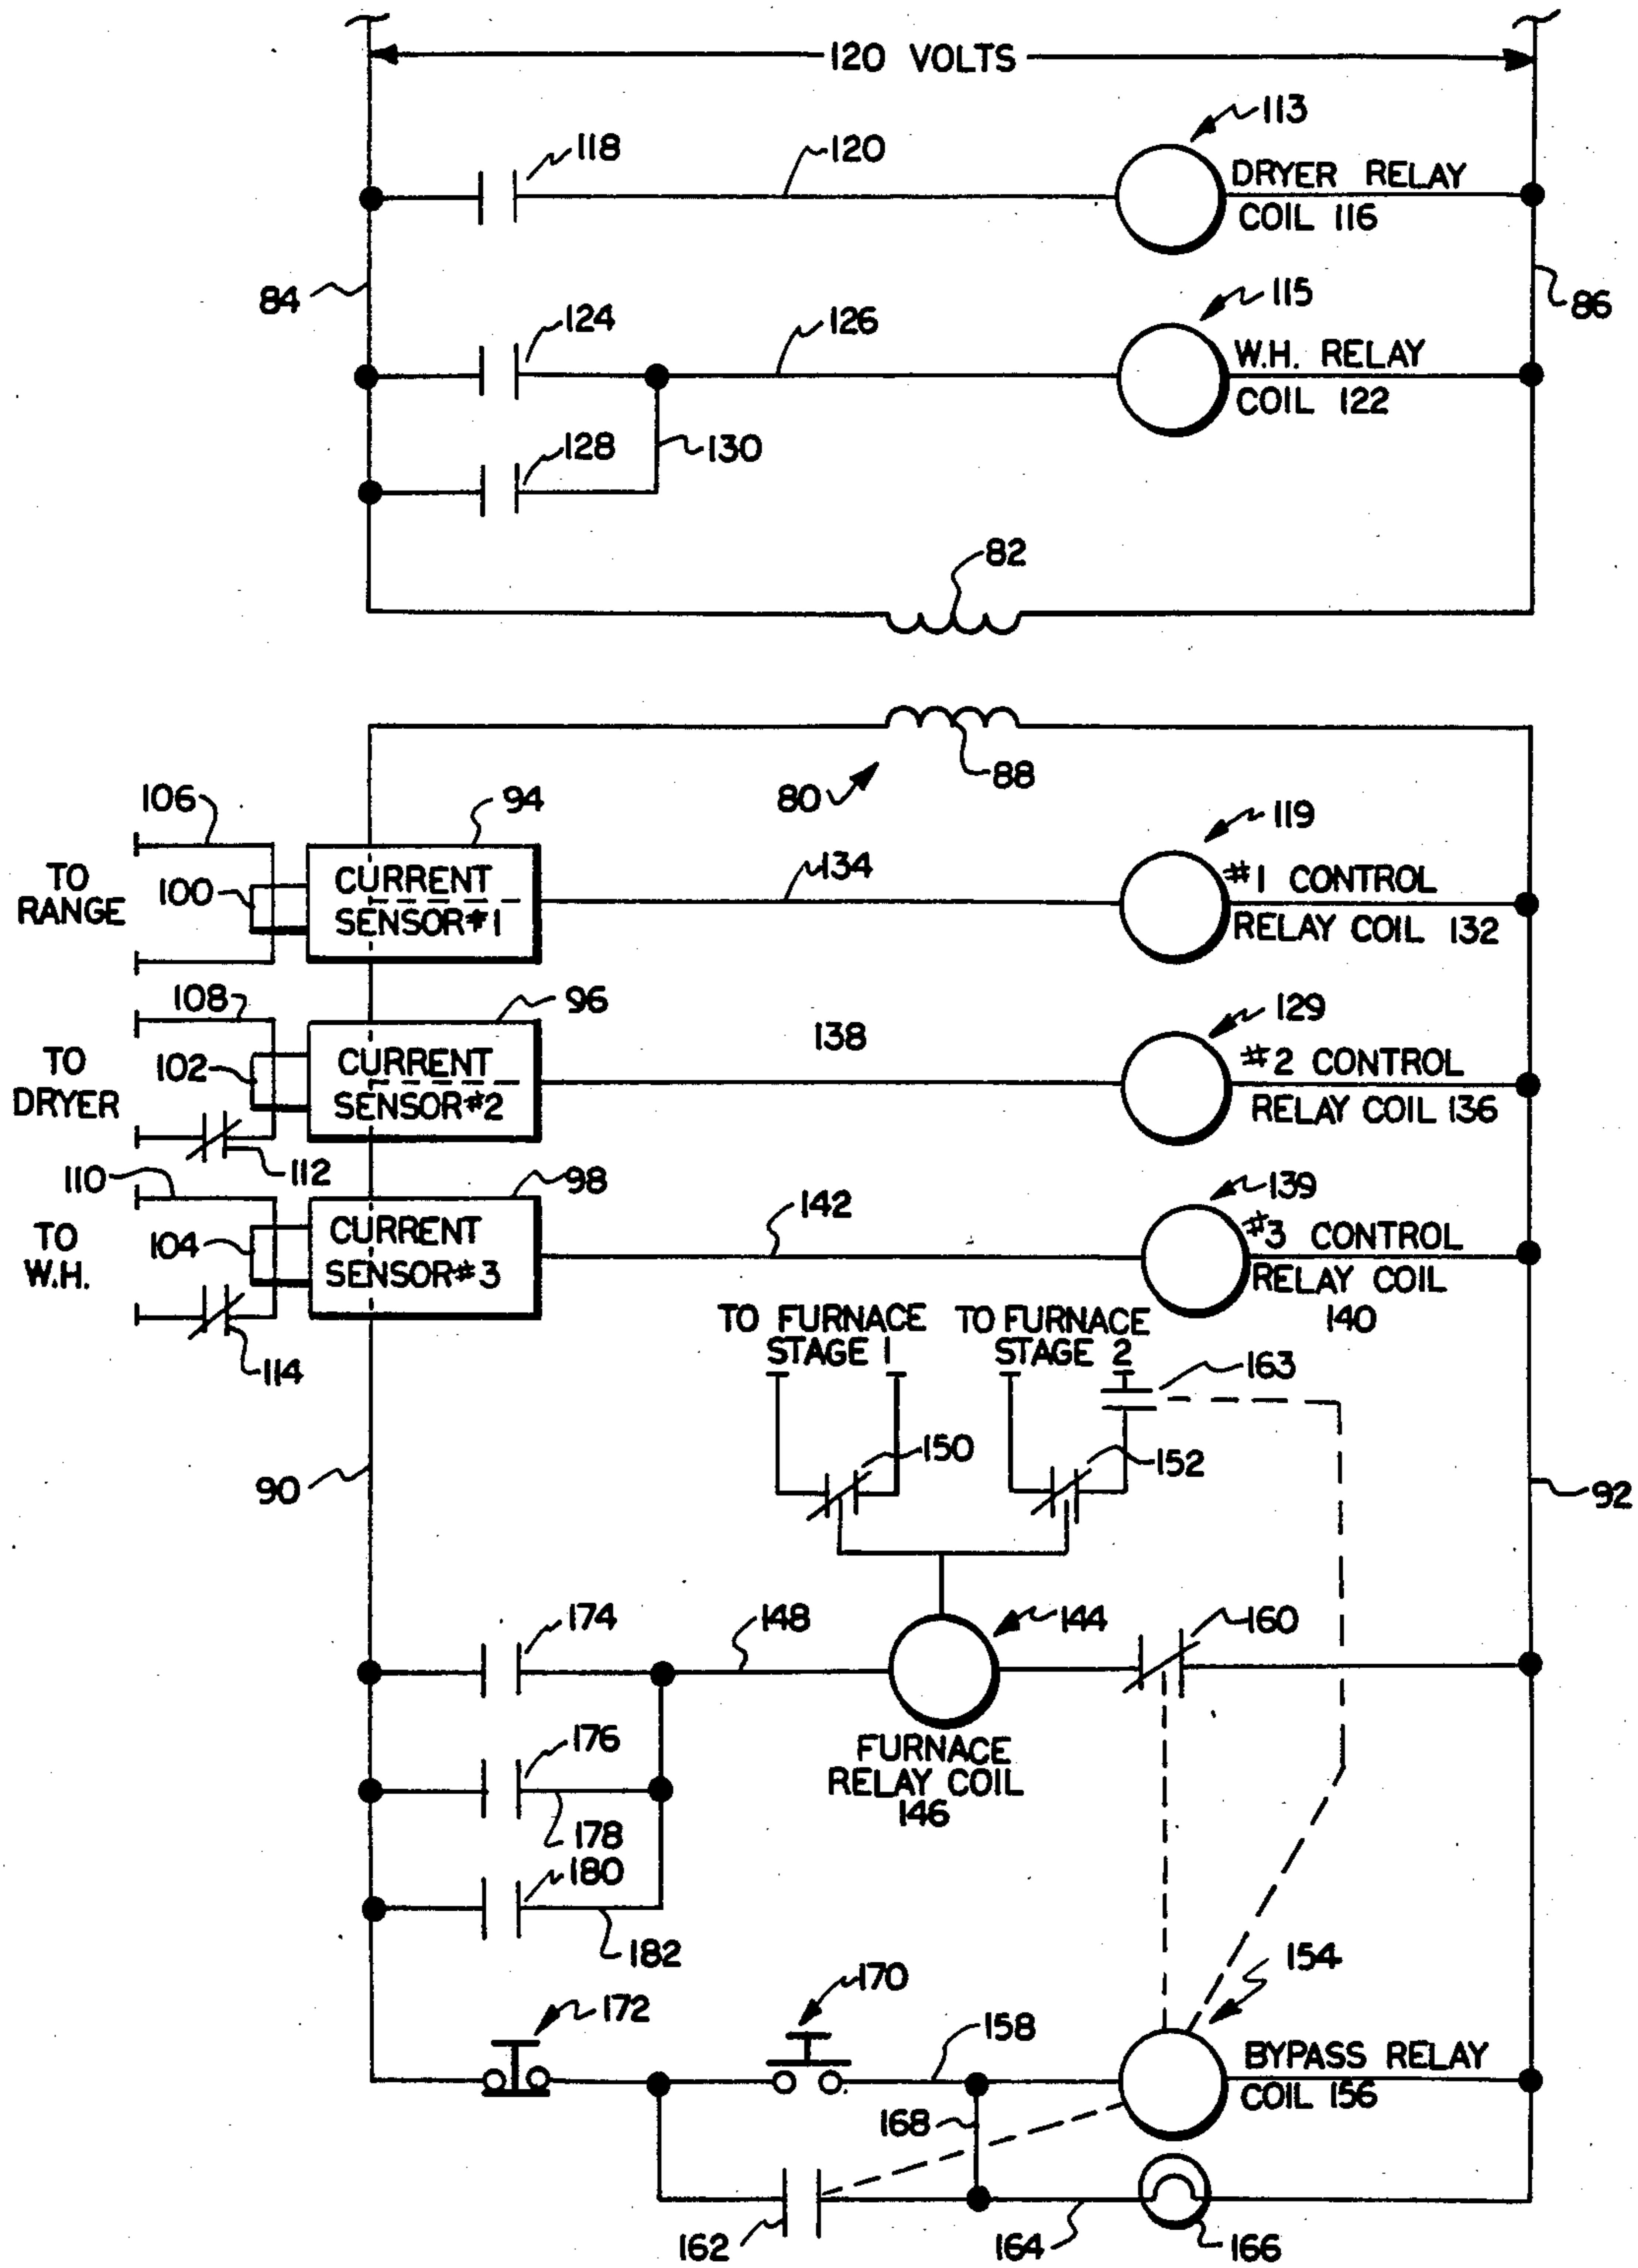 120 VOLTS
113
118
120
DRYER RELAY
COIL 116
84
86
115
124
126
W.H. RELAY
COIL 122
128
130
82
88
80
106
94
119
TO
RANGE
100
CURRENT
SENSOR#1
134
#1 CONTROL
RELAY COIL 132
108
96
129
138
TO
DRYER
102
CURRENT
SENSOR#2
#2 CONTROL
RELAY COIL 136
112
110
98
139
TO
W.H.
104
CURRENT
SENSOR#3
142
#3 CONTROL
RELAY COIL
140
114
TO FURNACE
STAGE 1
TO FURNACE
STAGE 2
163
150
152
90
92
174
148
144
160
176
FURNACE
RELAY COIL
146
178
180
182
154
170
172
158
BYPASS RELAY
COIL 156
168
162
164
166